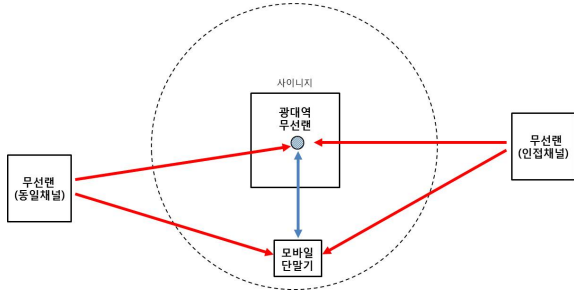 사이니지
광대역
무선랜
무선랜
(인접채널)
무선랜
(동일채널)
모바일
단말기